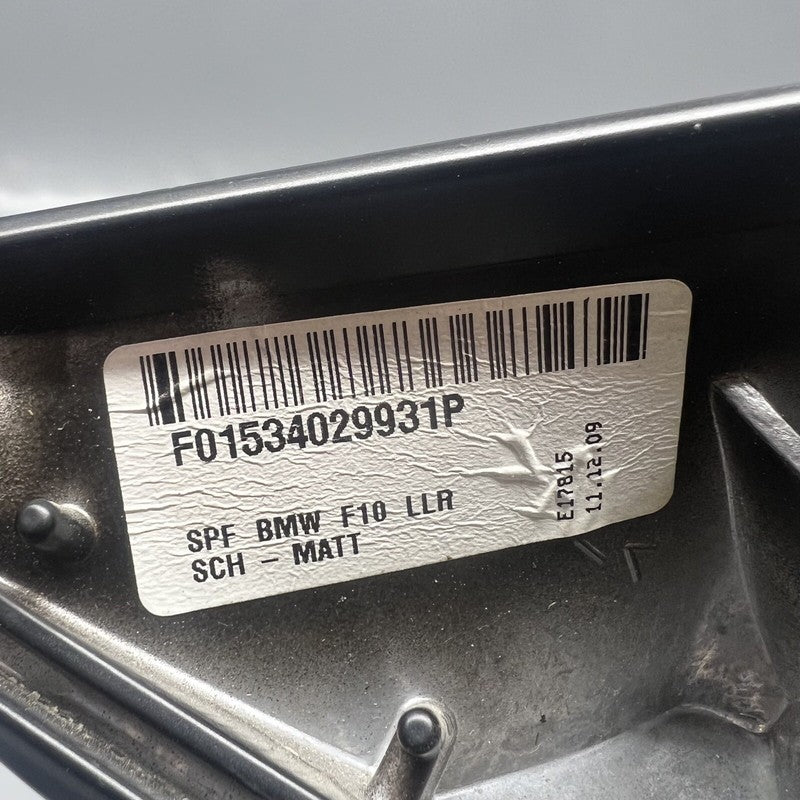 F01534029931P
SPF BMW F10 LLR
SCH - MATT
E17815
11.12.09